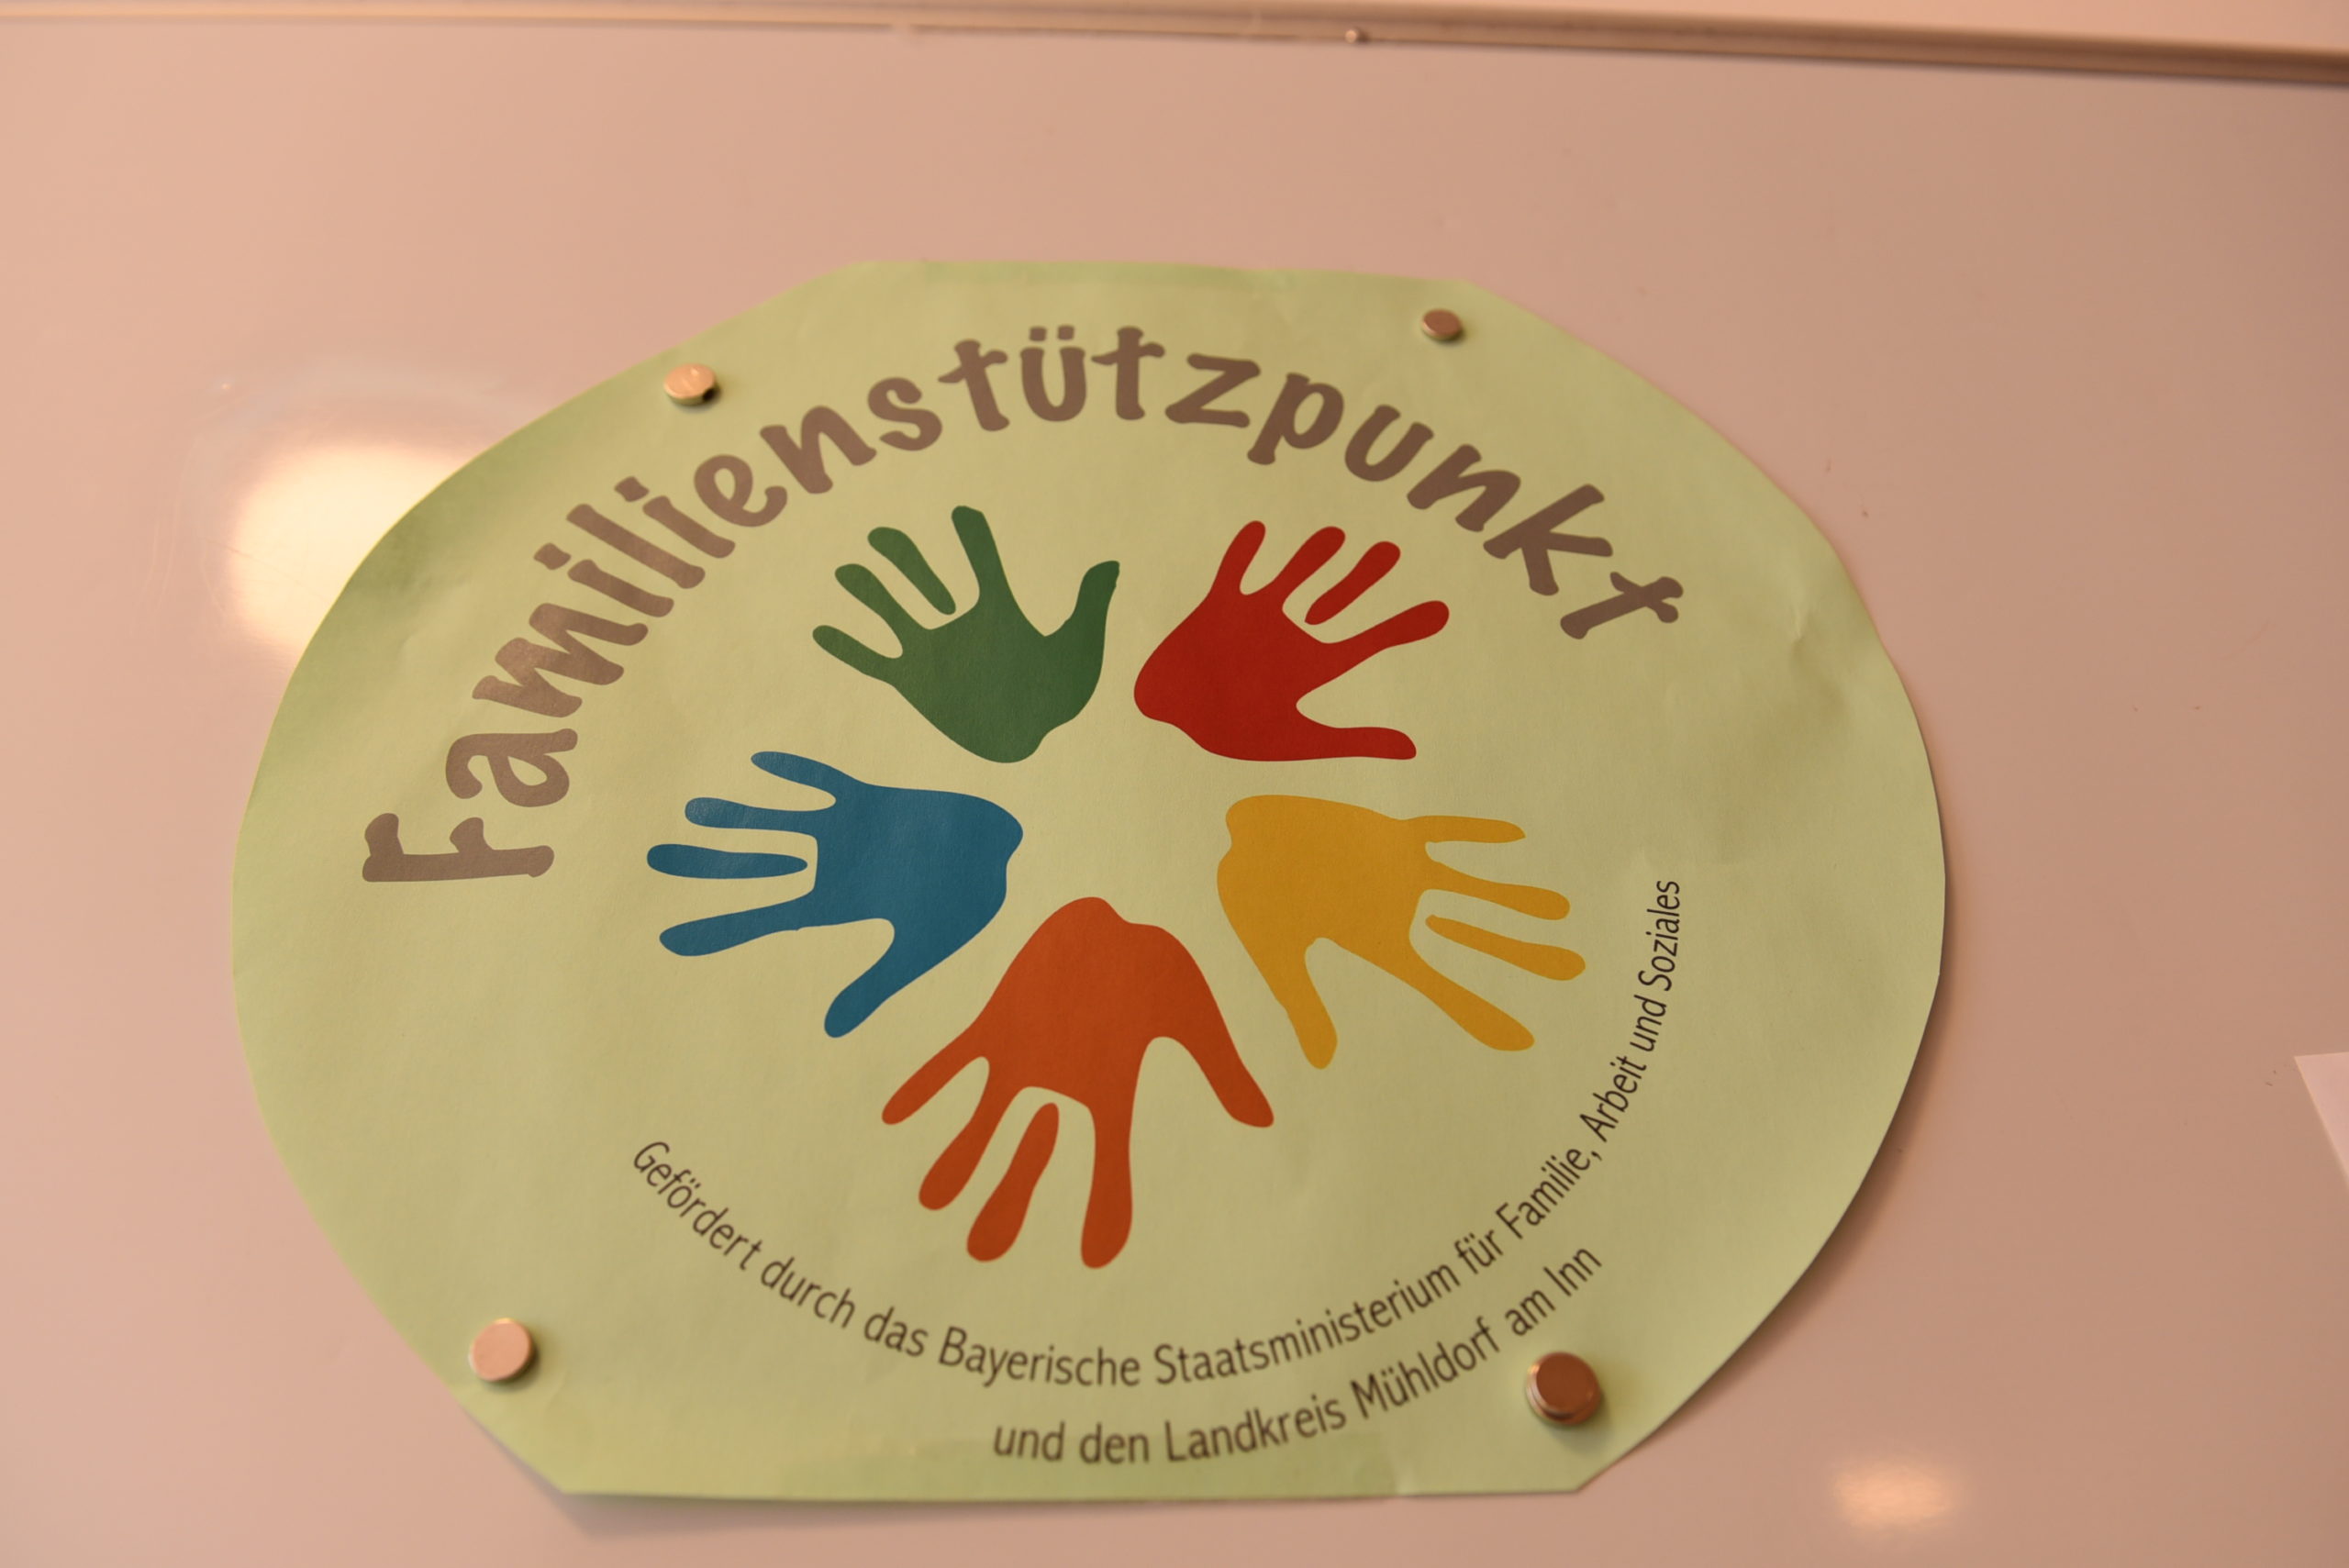 Familienstützpunkt
Gefördert durch das Bayerische Staatsministerium für Familie, Arbeit und Soziales
und den Landkreis Mühldorf am Inn